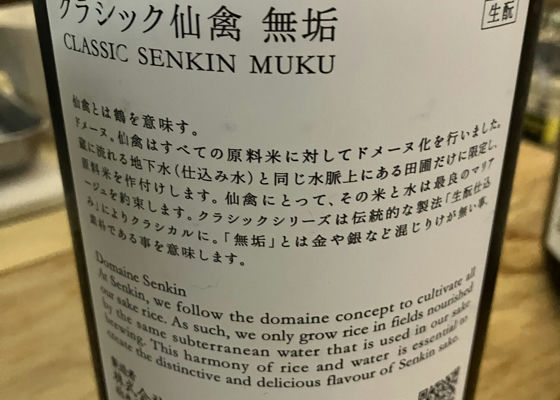 クラシック仙禽 無垢
生酛
CLASSIC SENKIN MUKU
仙禽とは鶴を意味す。
ドメーヌ。仙禽はすべての原料米に対してドメーヌ化を行いました。
蔵に流れる地下水(仕込み水)と同じ水脈上にある田圃だけに限定し、
原料米を作付けします。仙禽にとって、その米と水は最良のマリア
ージュを約束します。クラシックシリーズは伝統的な製法「生酛仕込
み」によりクラシカルに。「無垢」とは金や銀など混じりけが無い事、
素朴である事を意味します。
Domaine Senkin
At Senkin, we follow the domaine concept to cultivate all
our sake rice. As such, we only grow rice in fields nourished
by the same subterranean water that is used in our sake
brewing. This harmony of rice and water is essential to
create the distinctive and delicious flavour of Senkin sake.
製造者
株式会